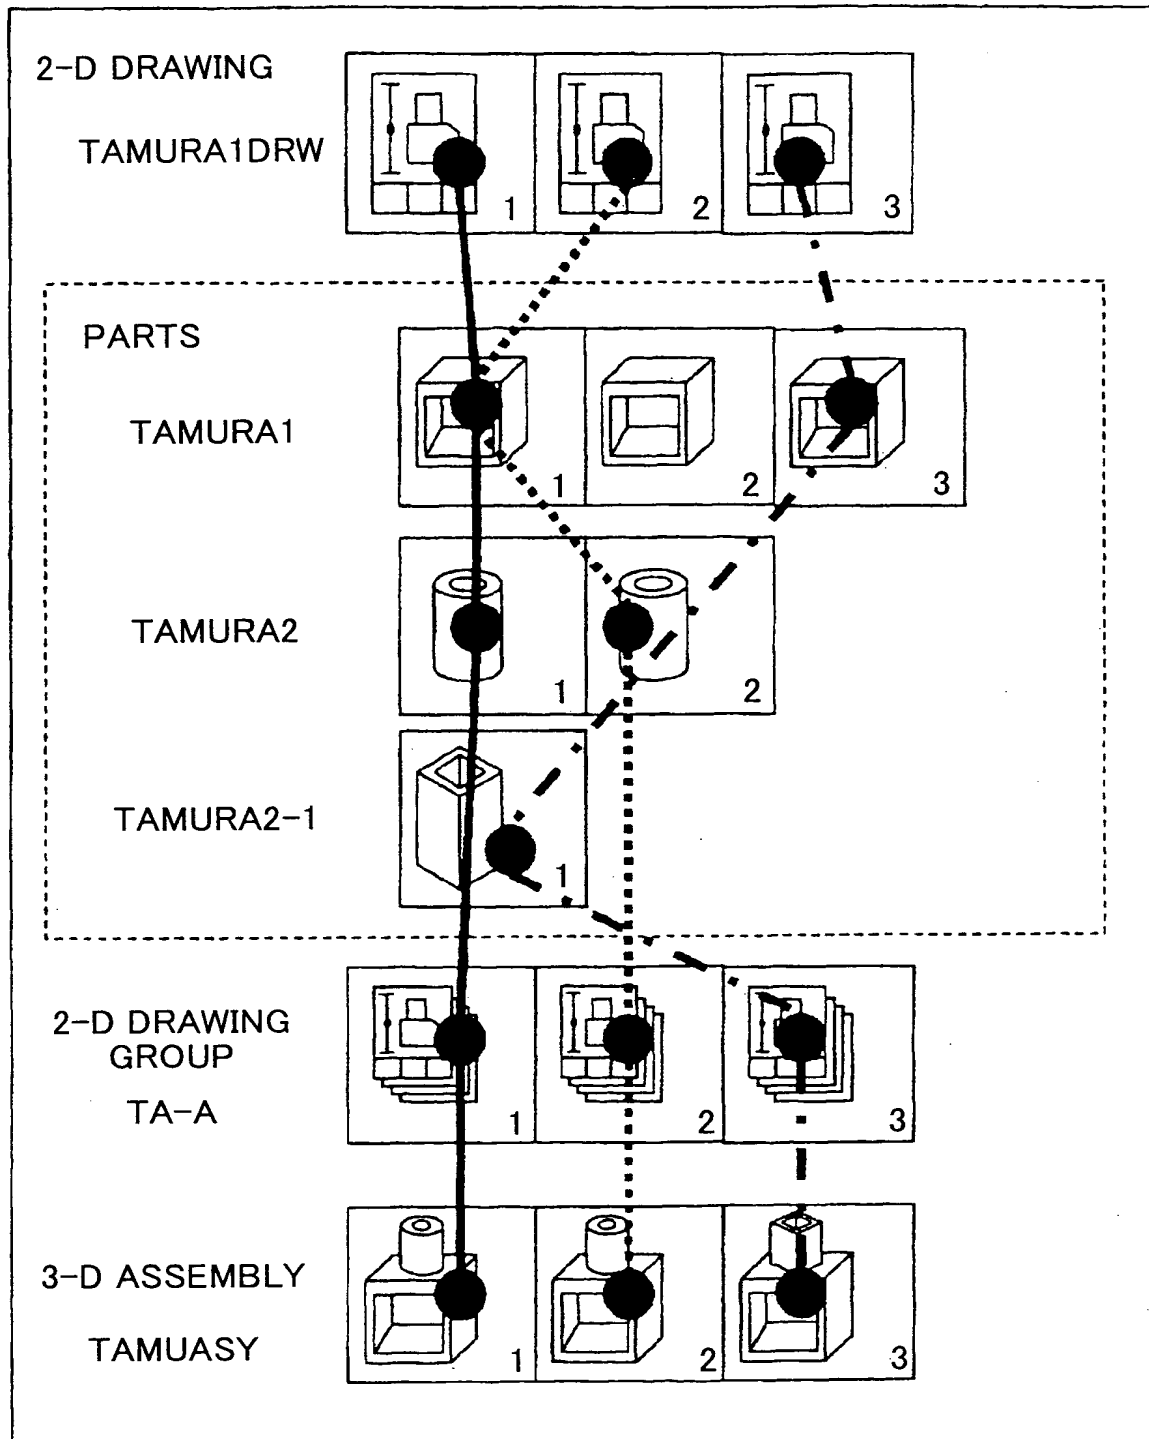 2-D DRAWING
TAMURA1DRW
1 2 3
PARTS
TAMURA1
1 2 3
TAMURA2
1 2
TAMURA2-1
1
2-D DRAWING
GROUP
TA-A
1 2 3
3-D ASSEMBLY
TAMUASY
1 2 3